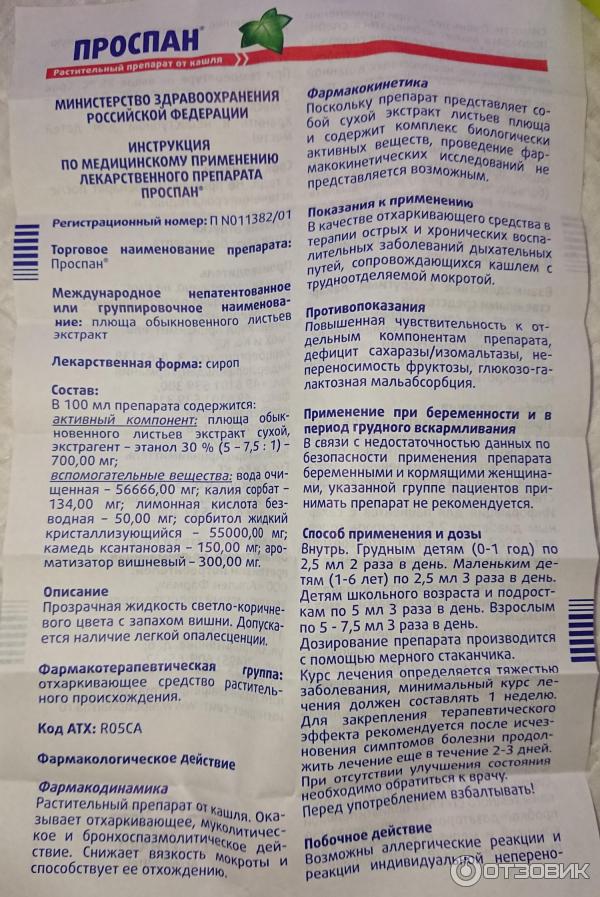 ПРОСПАН®
Растительный препарат от кашля
МИНИСТЕРСТВО ЗДРАВООХРАНЕНИЯ
РОССИЙСКОЙ ФЕДЕРАЦИИ
ИНСТРУКЦИЯ
ПО МЕДИЦИНСКОМУ ПРИМЕНЕНИЮ
ЛЕКАРСТВЕННОГО ПРЕПАРАТА
ПРОСПАН®
Регистрационный номер: П N011382/01
Торговое наименование препарата:
Проспан®
Международное непатентованное
или группировочное наименова-
ние: плюща обыкновенного листьев
экстракт
Лекарственная форма: сироп
Состав:
В 100 мл препарата содержится:
активный компонент: плюща обык-
новенного листьев экстракт сухой,
экстрагент – этанол 30 % (5 – 7,5 : 1) –
700,00 мг;
вспомогательные вещества: вода очи-
щенная – 56666,00 мг; калия сорбат –
134,00 мг; лимонная кислота без-
водная – 50,00 мг; сорбитол жидкий
кристаллизующийся – 55000,00 мг;
камедь ксантановая – 150,00 мг; аро-
матизатор вишневый – 300,00 мг.
Описание
Прозрачная жидкость светло-коричне-
вого цвета с запахом вишни. Допуска-
ется наличие легкой опалесценции.
Фармакотерапевтическая группа:
отхаркивающее средство раститель-
ного происхождения.
Код АТХ: R05CA
Фармакологическое действие
Фармакодинамика
Растительный препарат от кашля. Ока-
зывает отхаркивающее, муколитичес-
кое и бронхоспазмолитическое дей-
ствие. Снижает вязкость мокроты и
способствует ее отхождению.
Фармакокинетика
Поскольку препарат представляет со-
бой сухой экстракт листьев плюща
и содержит комплекс биологически
активных веществ, проведение фар-
макокинетических исследований не
представляется возможным.
Показания к применению
В качестве отхаркивающего средства в
терапии острых и хронических воспа-
лительных заболеваний дыхательных
путей, сопровождающихся кашлем с
трудноотделяемой мокротой.
Противопоказания
Повышенная чувствительность к от-
дельным компонентам препарата,
дефицит сахаразы/изомальтазы, не-
переносимость фруктозы, глюкозо-га-
лактозная мальабсорбция.
Применение при беременности и в
период грудного вскармливания
В связи с недостаточностью данных по
безопасности применения препарата
беременными и кормящими женщина-
ми, указанной группе пациентов при-
нимать препарат не рекомендуется.
Способ применения и дозы
Внутрь. Грудным детям (0-1 год) по
2,5 мл 2 раза в день. Маленьким де-
тям (1-6 лет) по 2,5 мл 3 раза в день.
Детям школьного возраста и подрост-
кам по 5 мл 3 раза в день. Взрослым
по 5 - 7,5 мл 3 раза в день.
Дозирование препарата производится
с помощью мерного стаканчика.
Курс лечения определяется тяжестью
заболевания, минимальный курс ле-
чения должен составлять 1 неделю.
Для закрепления терапевтического
эффекта рекомендуется после исчез-
новения симптомов болезни продол-
жить лечение еще в течение 2-3 дней.
При отсутствии улучшения состояния
необходимо обратиться к врачу.
Перед употреблением взбалтывать!
Побочное действие
Возможны аллергические реакции и
реакции индивидуальной неперено-
ОТЗОВИК